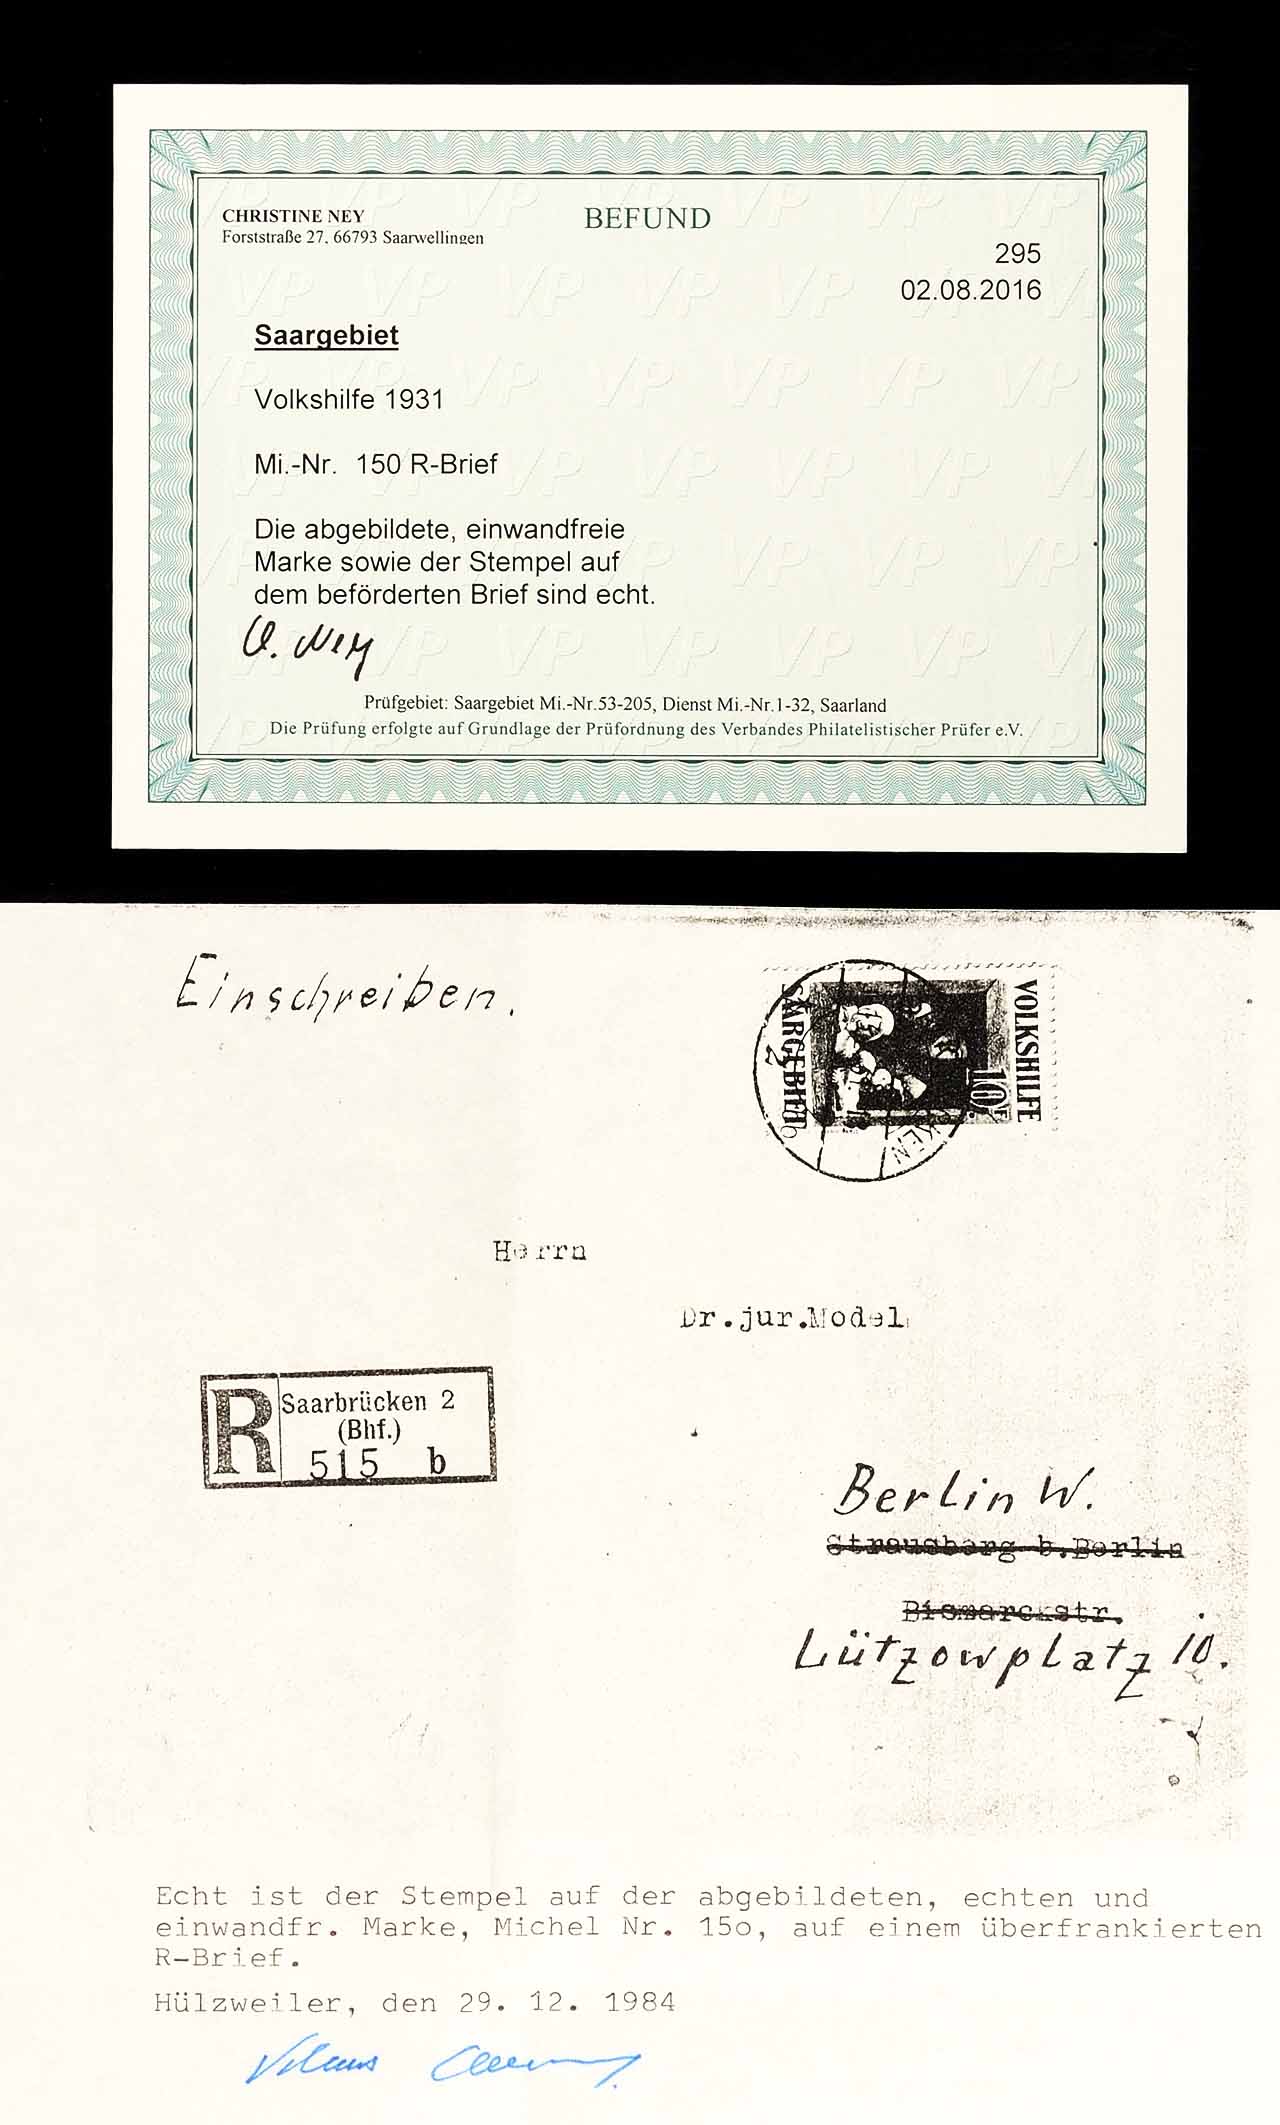 CHRISTINE NEY
Forststraße 27, 66793 Saarwellingen
BEFUND
295
02.08.2016
Saargebiet
Volkshilfe 1931
Mi.-Nr. 150 R-Brief
Die abgebildete, einwandfreie
Marke sowie der Stempel auf
dem beförderten Brief sind echt.
C. Ney
Prüfgebiet: Saargebiet Mi.-Nr.53-205, Dienst Mi.-Nr.1-32, Saarland
Die Prüfung erfolgte auf Grundlage der Prüfordnung des Verbandes Philatelistischer Prüfer e.V.
Einschreiben.
VOLKSHILFE
10 F.
SAARGEBIET
2
KEN
Herrn
Dr.jur.Model
R Saarbrücken 2
(Bhf.)
515 b
Berlin W.
Strausberg b.Berlin
Bismarckstr.
Lützowplatz 10.
Echt ist der Stempel auf der abgebildeten, echten und
einwandfr. Marke, Michel Nr. 15o, auf einem überfrankierten
R-Brief.
Hülzweiler, den 29. 12. 1984